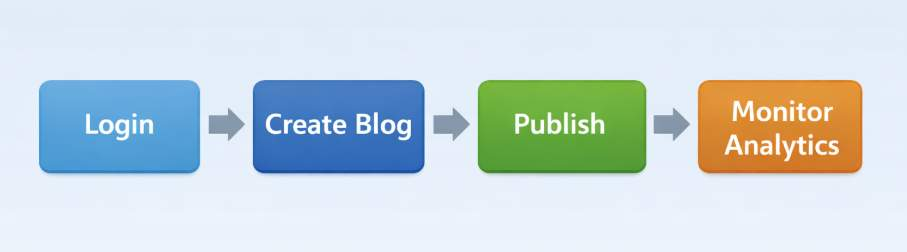 Login
Create Blog
Publish
Monitor
Analytics